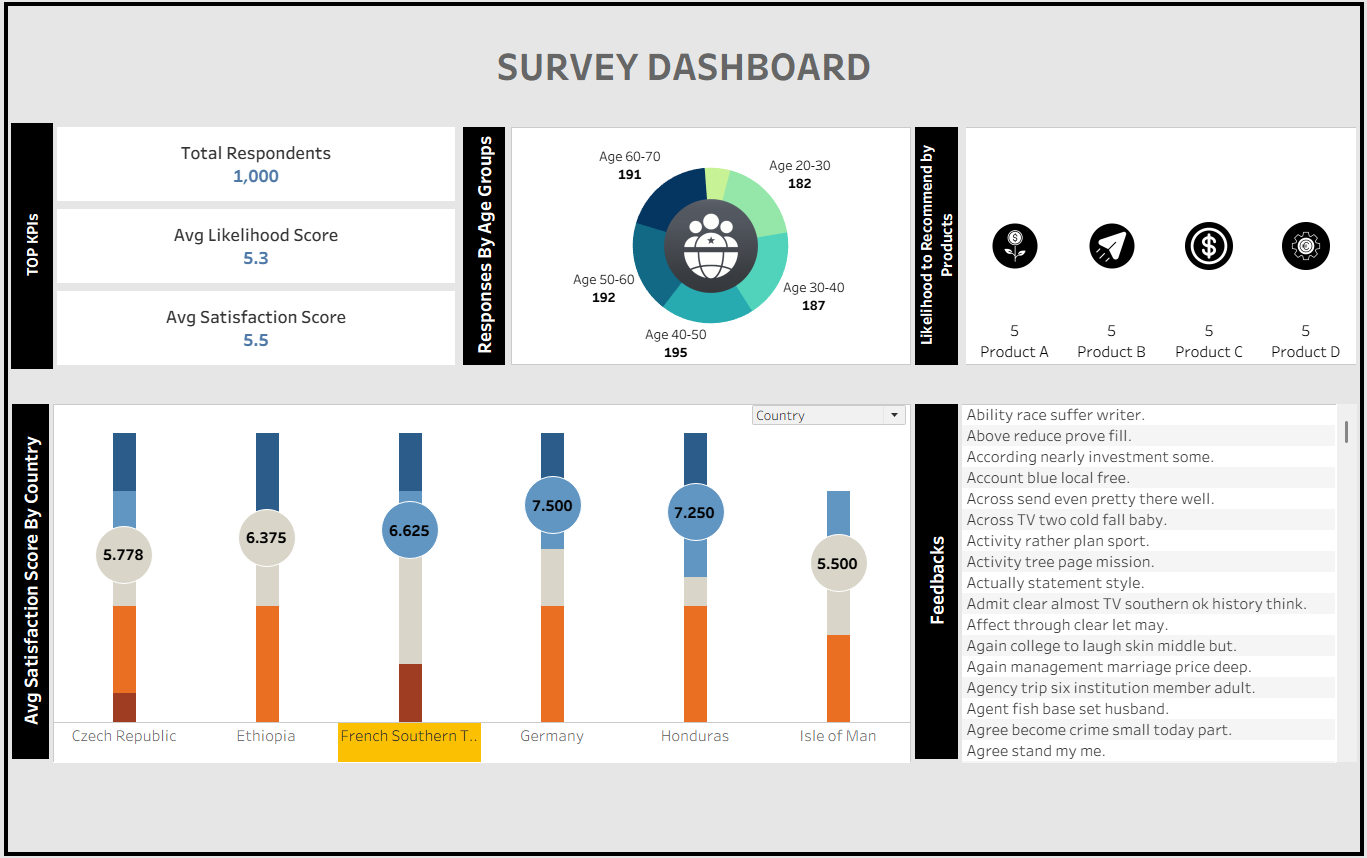 SURVEY DASHBOARD
TOP KPIs
Total Respondents
1,000
Avg Likelihood Score
5.3
Avg Satisfaction Score
5.5
Responses By Age Groups
Age 60-70
191
Age 20-30
182
Age 50-60
192
Age 30-40
187
Age 40-50
195
Likelihood to Recommend by
Products
5
Product A
5
Product B
5
Product C
5
Product D
Avg Satisfaction Score By Country
Country
5.778
6.375
6.625
7.500
7.250
5.500
Czech Republic
Ethiopia
French Southern T..
Germany
Honduras
Isle of Man
Feedbacks
Ability race suffer writer.
Above reduce prove fill.
According nearly investment some.
Account blue local free.
Across send even pretty there well.
Across TV two cold fall baby.
Activity rather plan sport.
Activity tree page mission.
Actually statement style.
Admit clear almost TV southern ok history think.
Affect through clear let may.
Again college to laugh skin middle but.
Again management marriage price deep.
Agency trip six institution member adult.
Agent fish base set husband.
Agree become crime small today part.
Agree stand my me.